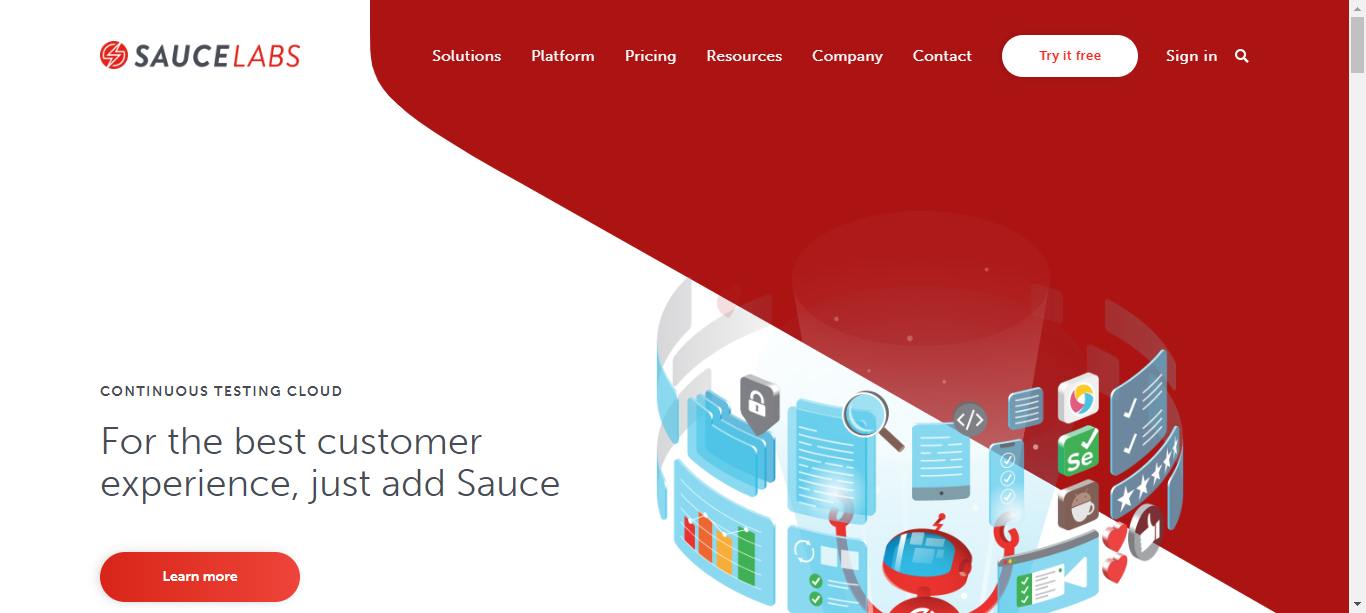 SAUCELABS
Solutions Platform Pricing Resources Company Contact Try it free Sign in
CONTINUOUS TESTING CLOUD
For the best customer
experience, just add Sauce
Learn more
</>
Se